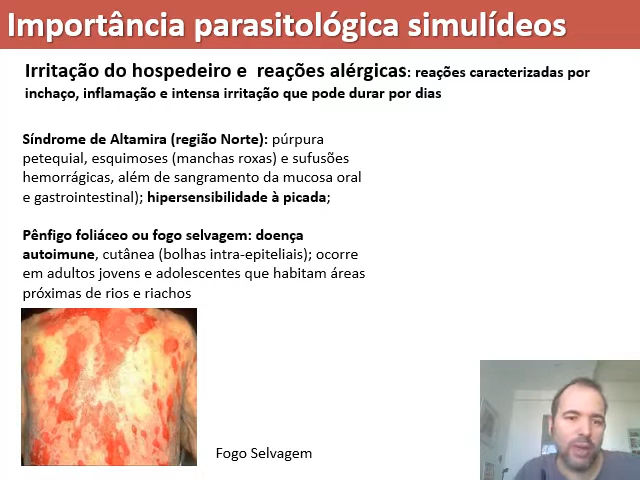 Importância parasitológica simulídeos
Irritação do hospedeiro e  reações alérgicas: reações caracterizadas por
inchaço, inflamação e intensa irritação que pode durar por dias
Síndrome de Altamira (região Norte): púrpura
petequial, esquimoses (manchas roxas) e sufusões
hemorrágicas, além de sangramento da mucosa oral
e gastrointestinal); hipersensibilidade à picada;
Pênfigo foliáceo ou fogo selvagem: doença
autoimune, cutânea (bolhas intra-epiteliais); ocorre
em adultos jovens e adolescentes que habitam áreas
próximas de rios e riachos
Fogo Selvagem